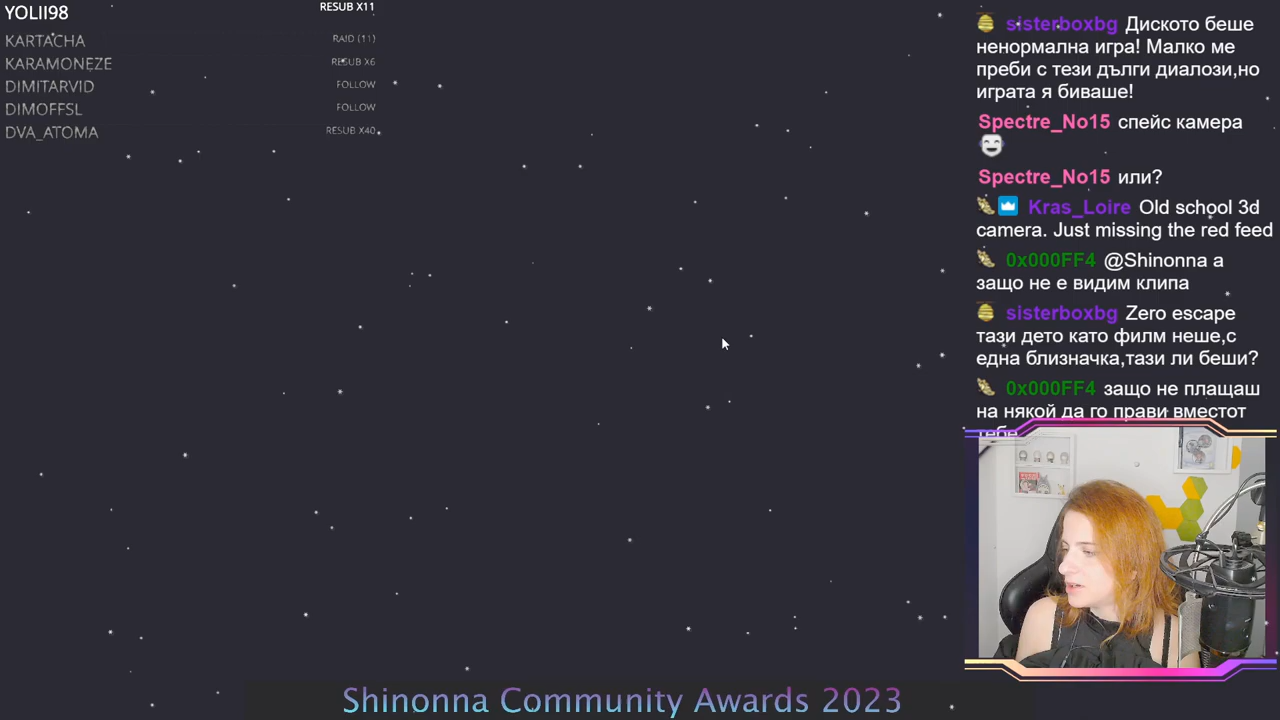 YOLII98 RESUB X11
KARTACHA RAID (11)
KARAMONEZE RESUB X6
DIMITARVID FOLLOW
DIMOFFSL FOLLOW
DVA_ATOMA RESUB X40
sisterboxbg Диското беше
ненормална игра! Малко ме
преби с тези дълги диалози,но
играта я биваше!
Spectre_No15 спейс камера
Spectre_No15 или?
Kras_Loire Old school 3d
camera. Just missing the red feed
0x000FF4 @Shinonna а
защо не е видим клипа
sisterboxbg Zero escape
тази дето като филм неше,с
една близначка,тази ли беши?
0x000FF4 защо не плащаш
на някой да го прави вместот
тебе
Shinonna Community Awards 2023